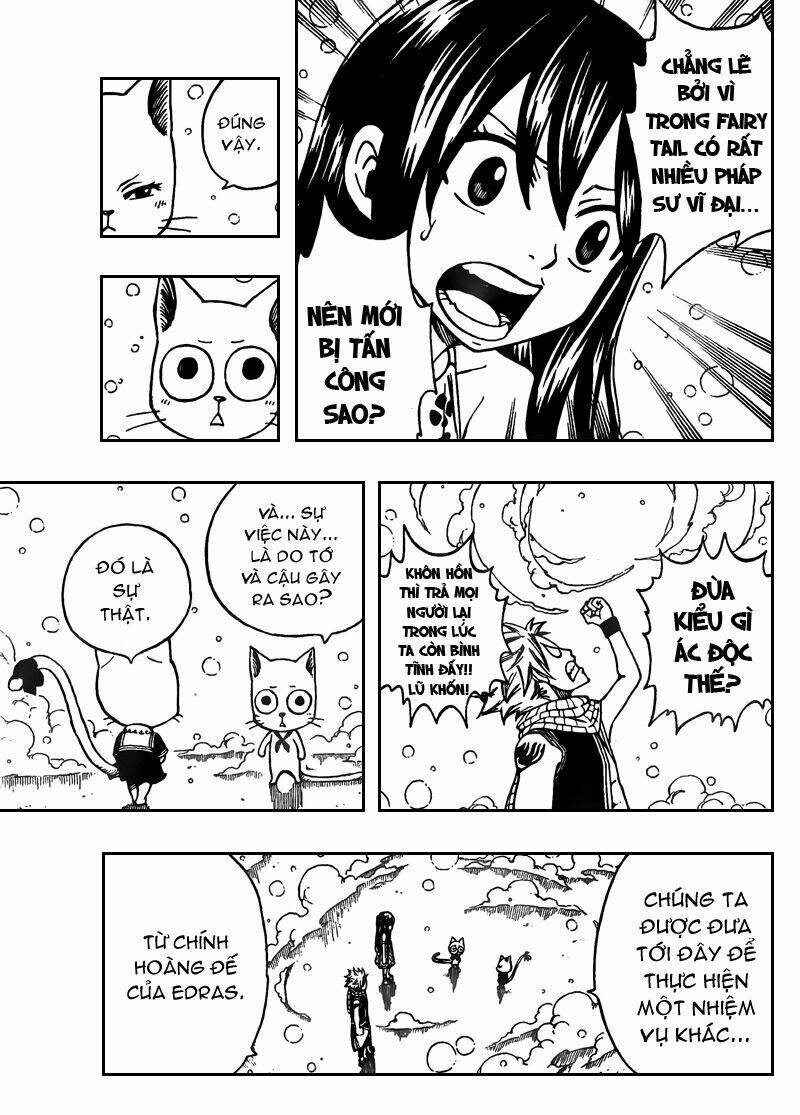 CHẲNG LẼ
BỞI VÌ
TRONG FAIRY
TAIL CÓ RẤT
NHIỀU PHÁP
SƯ VĨ ĐẠI...
NÊN MỚI
BỊ TẤN
CÔNG
SAO?
ĐÚNG
VẬY.
ĐÙA
KIỂU GÌ
ÁC ĐỘC
THẾ?
KHÔN HỒN
THÌ TRẢ MỌI
NGƯỜI LẠI
TRONG LÚC
TA CÒN BÌNH
TĨNH ĐẤY!!
LŨ KHỐN!
VÀ... SỰ
VIỆC NÀY...
LÀ DO TỚ
VÀ CẬU GÂY
RA SAO?
ĐÓ LÀ
SỰ
THẬT.
CHÚNG TA
ĐƯỢC ĐƯA
TỚI ĐÂY ĐỂ
THỰC HIỆN
MỘT NHIỆM
VỤ KHÁC...
TỪ CHÍNH
HOÀNG ĐẾ
CỦA EDRAS.